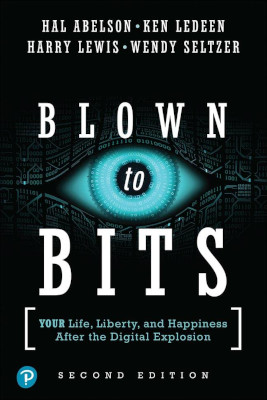 HAL ABELSON • KEN LEDEEN
HARRY LEWIS • WENDY SELTZER
BLOWN
to
BITS
[YOUR Life, Liberty, and Happiness
After the Digital Explosion]
P
SECOND EDITION